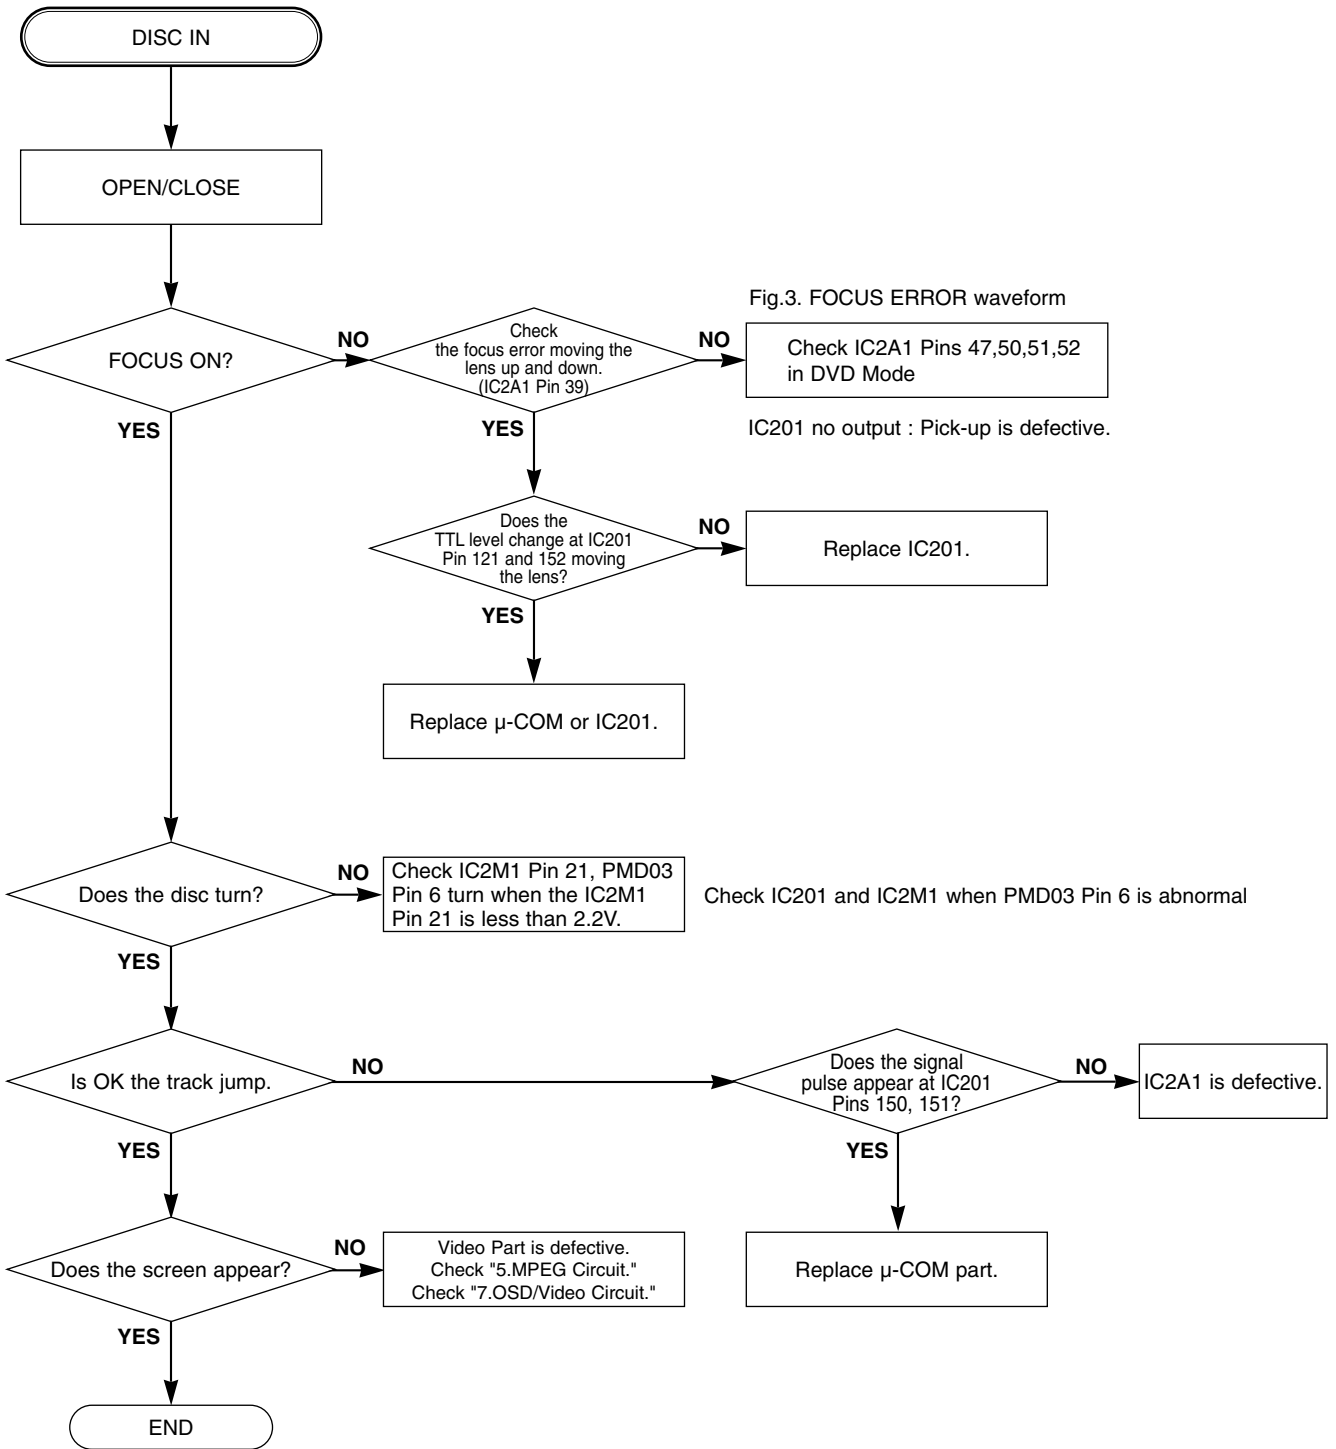 DISC IN
OPEN/CLOSE
FOCUS ON?
NO
YES
Check
the focus error moving the
lens up and down.
(IC2A1 Pin 39)
NO
YES
Fig.3. FOCUS ERROR waveform
Check IC2A1 Pins 47,50,51,52
in DVD Mode
IC201 no output : Pick-up is defective.
Does the
TTL level change at IC201
Pin 121 and 152 moving
the lens?
NO
YES
Replace IC201.
Replace µ-COM or IC201.
Does the disc turn?
NO
YES
Check IC2M1 Pin 21, PMD03
Pin 6 turn when the IC2M1
Pin 21 is less than 2.2V.
Check IC201 and IC2M1 when PMD03 Pin 6 is abnormal
Is OK the track jump.
NO
YES
Does the signal
pulse appear at IC201
Pins 150, 151?
NO
YES
IC2A1 is defective.
Replace µ-COM part.
Does the screen appear?
NO
YES
Video Part is defective.
Check "5.MPEG Circuit."
Check "7.OSD/Video Circuit."
END